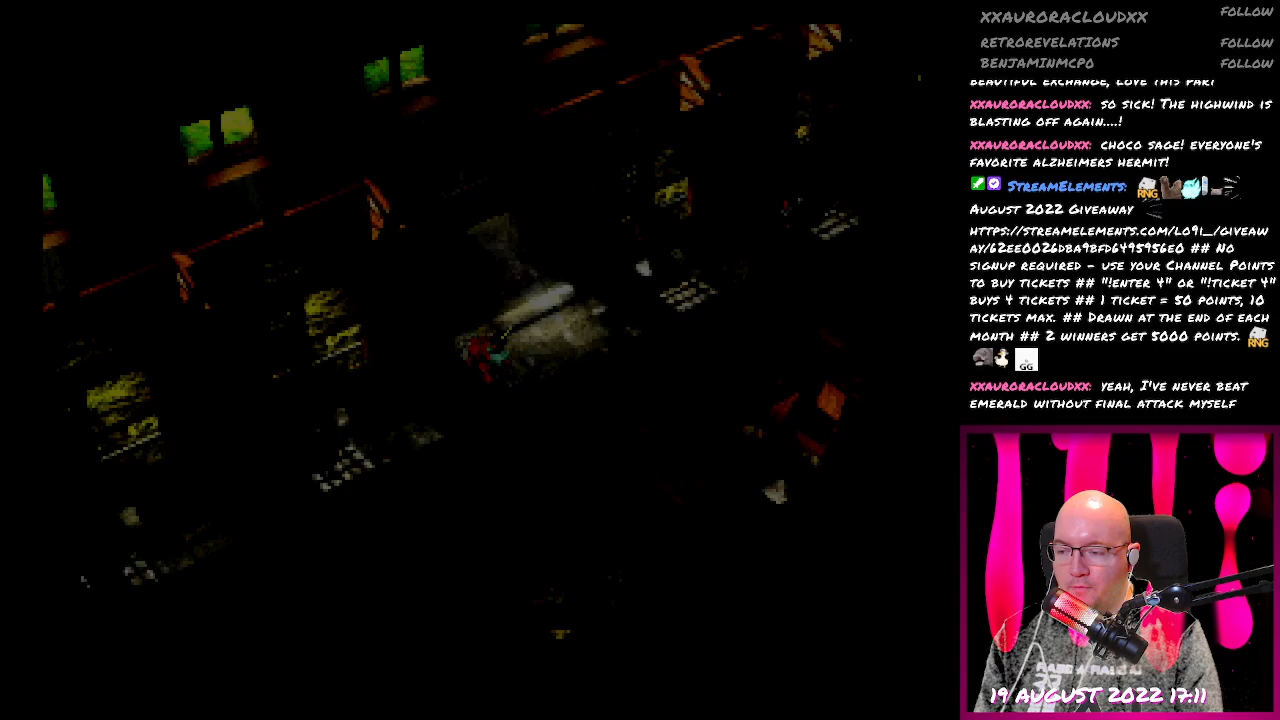 XXAURORACLOUDXX FOLLOW
RETROREVELATIONS FOLLOW
BENJAMINMCPO FOLLOW
BEAUTIFUL EXCHANGE, LOVE THIS PART
XXAURORACLOUDXX: SO SICK! THE HIGHWIND IS
BLASTING OFF AGAIN....!
XXAURORACLOUDXX: CHOCO SAGE! EVERYONE'S
FAVORITE ALZHEIMERS HERMIT!
STREAMELEMENTS: RNG
AUGUST 2022 GIVEAWAY
HTTPS://STREAMELEMENTS.COM/LO9I_/GIVEAW
AY/62EE0026DBA9BFD6495956E0 ## NO
SIGNUP REQUIRED - USE YOUR CHANNEL POINTS
TO BUY TICKETS ## "!ENTER 4" OR "!TICKET 4"
BUYS 4 TICKETS ## 1 TICKET = 50 POINTS, 10
TICKETS MAX. ## DRAWN AT THE END OF EACH
MONTH ## 2 WINNERS GET 5000 POINTS. RNG
GG
XXAURORACLOUDXX: YEAH, I'VE NEVER BEAT
EMERALD WITHOUT FINAL ATTACK MYSELF
19 AUGUST 2022 17:11